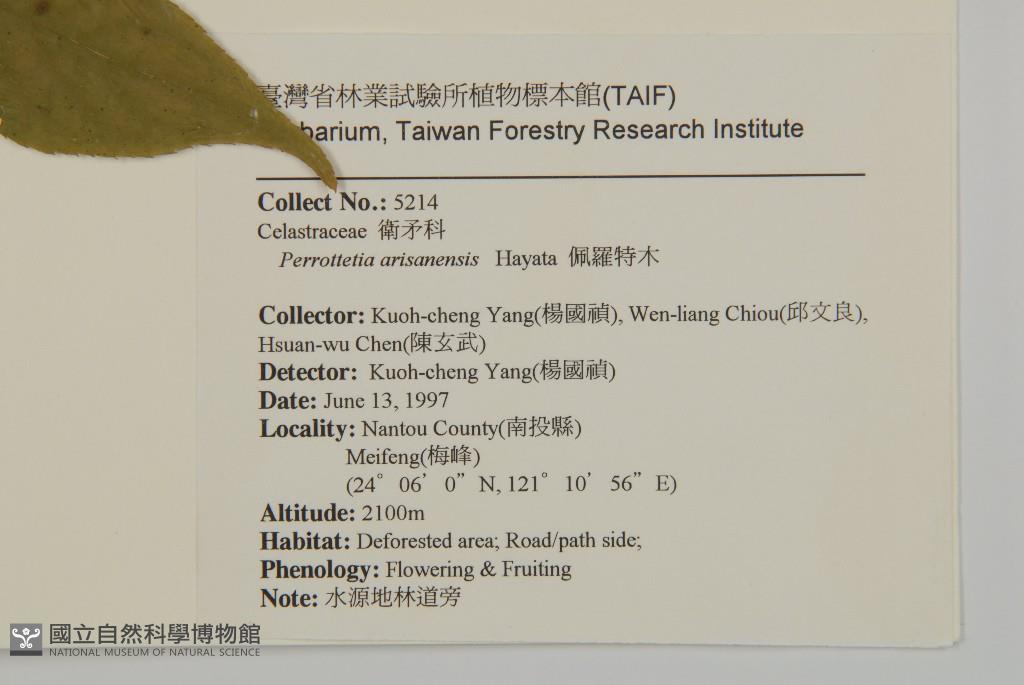 臺灣省林業試驗所植物標本館(TAIF)
barium, Taiwan Forestry Research Institute
Collect No.: 5214
Celastraceae 衛矛科
Perrottetia arisanensis Hayata 佩羅特木
Collector: Kuoh-cheng Yang(楊國禎), Wen-liang Chiou(邱文良),
Hsuan-wu Chen(陳玄武)
Detector: Kuoh-cheng Yang(楊國禎)
Date: June 13, 1997
Locality: Nantou County(南投縣)
Meifeng(梅峰)
(24° 06’ 0” N, 121° 10’ 56” E)
Altitude: 2100m
Habitat: Deforested area; Road/path side;
Phenology: Flowering & Fruiting
Note: 水源地林道旁
國立自然科學博物館
NATIONAL MUSEUM OF NATURAL SCIENCE